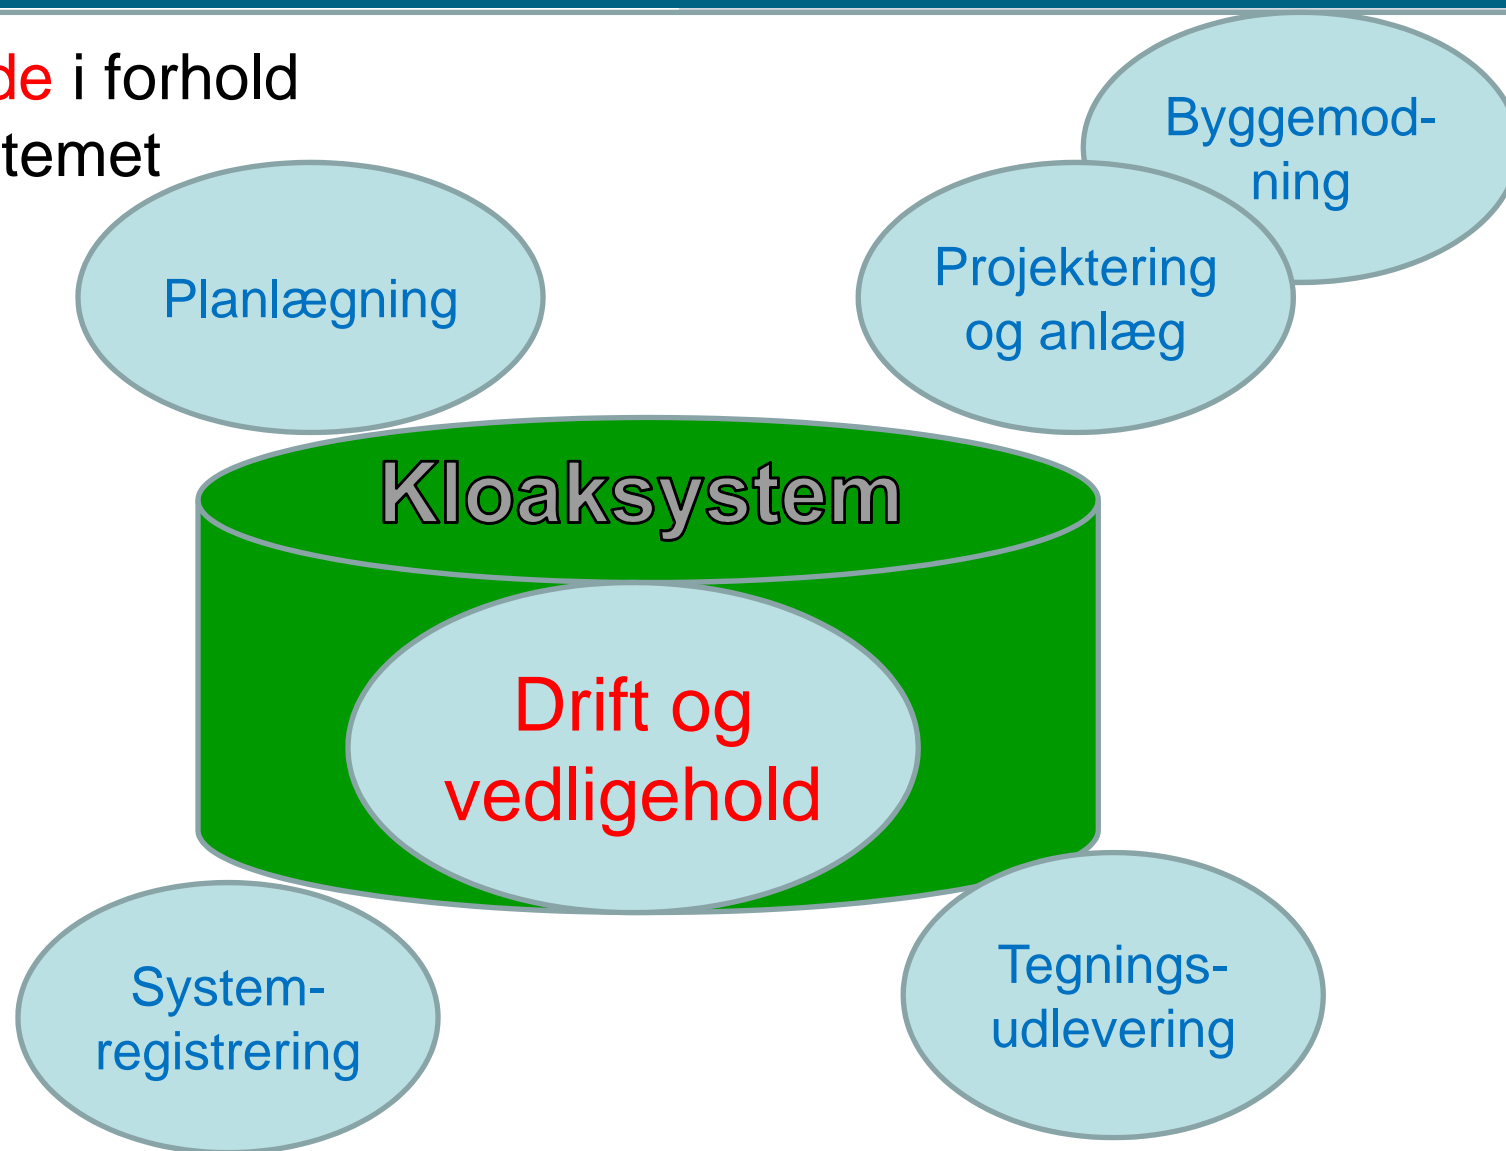 de i forhold
temet
Byggemod-
ning
Planlægning
Projektering
og anlæg
Kloaksystem
Drift og
vedligehold
System-
registrering
Tegnings-
udlevering